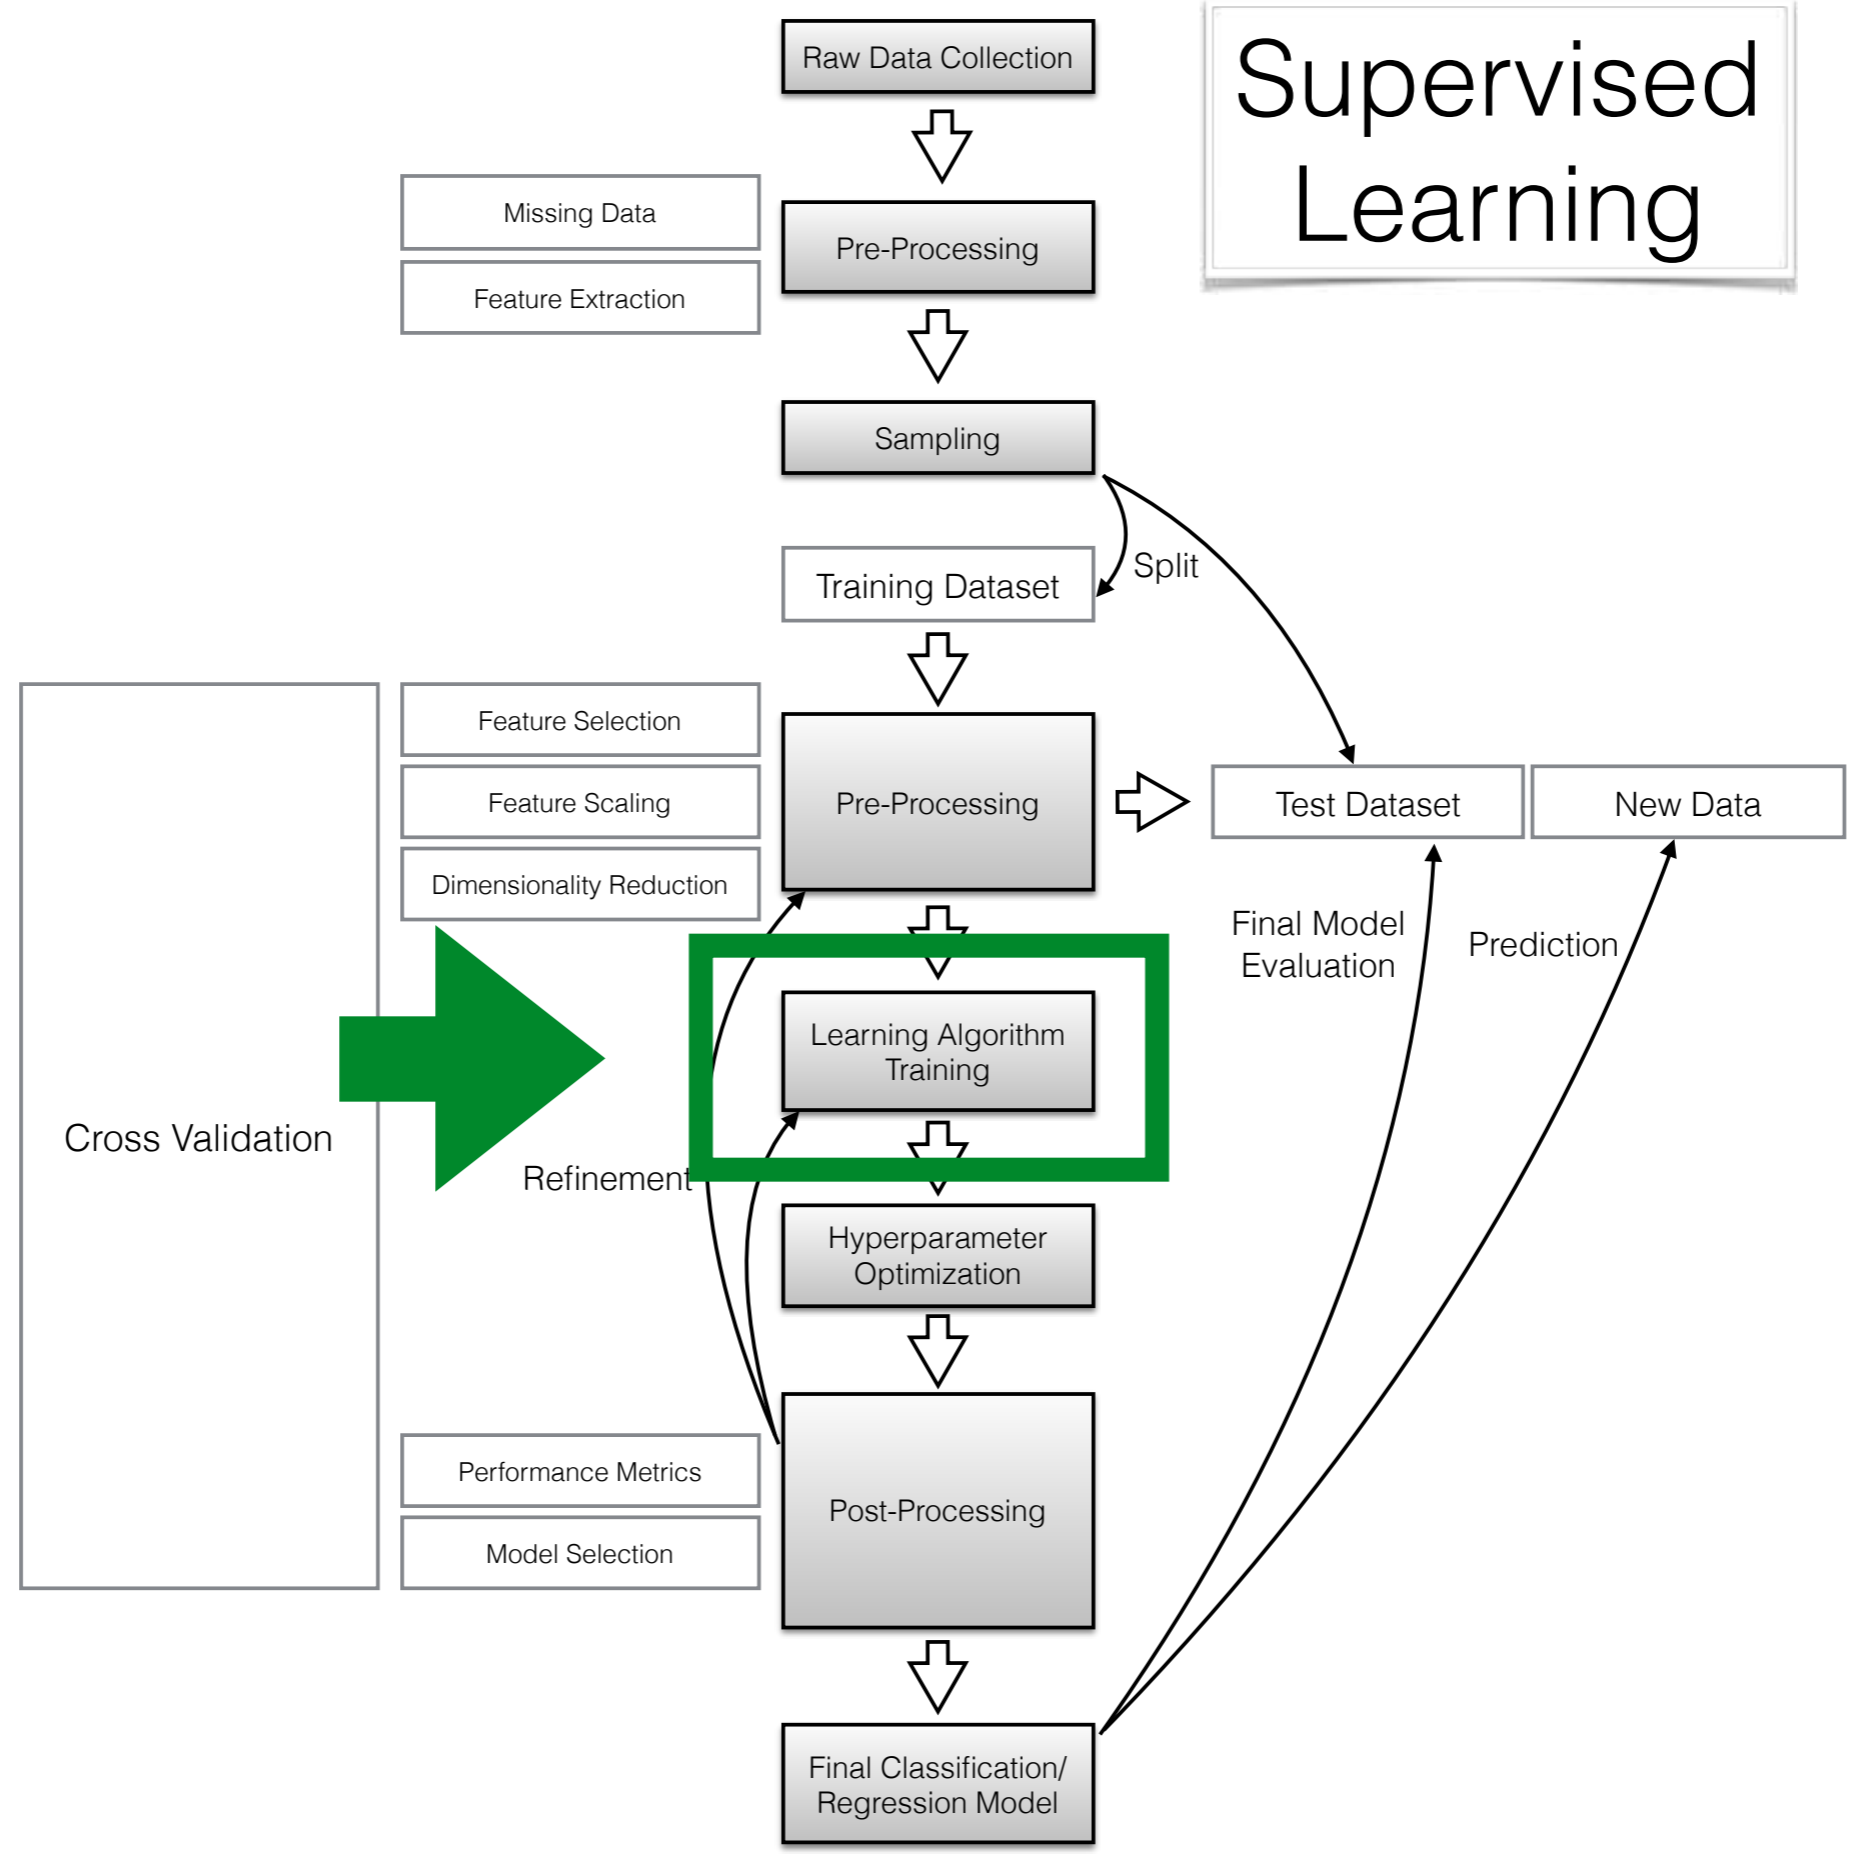 Supervised
Learning
Raw Data Collection
Missing Data
Feature Extraction
Pre-Processing
Sampling
Split
Training Dataset
Feature Selection
Feature Scaling
Dimensionality Reduction
Pre-Processing
Test Dataset
New Data
Final Model
Evaluation
Prediction
Learning Algorithm
Training
Cross Validation
Refinement
Hyperparameter
Optimization
Performance Metrics
Model Selection
Post-Processing
Final Classification/
Regression Model